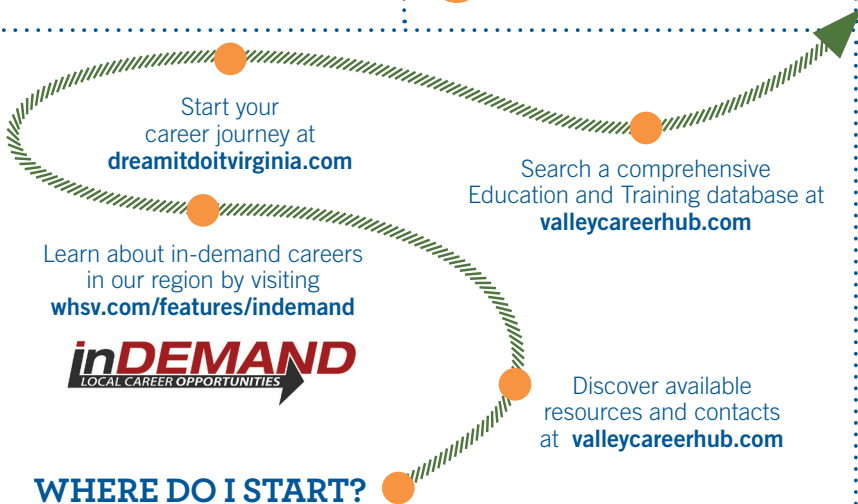 Start your
career journey at
dreamitdoitvirginia.com
Search a comprehensive
Education and Training database at
valleycareerhub.com
Learn about in-demand careers
in our region by visiting
whsv.com/features/indemand
inDEMAND
LOCAL CAREER OPPORTUNITIES
Discover available
resources and contacts
at valleycareerhub.com
WHERE DO I START?